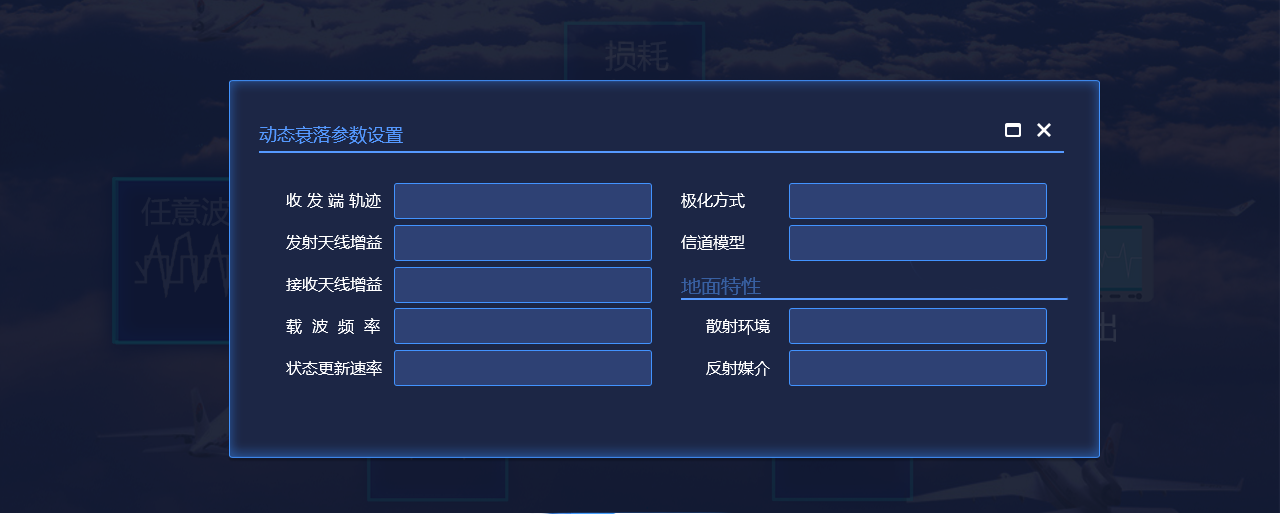 损耗
动态衰落参数设置
任意波
收 发 端 轨迹
极化方式
发射天线增益
信道模型
接收天线增益
地面特性
载 波 频 率
散射环境
出
状态更新速率
反射媒介